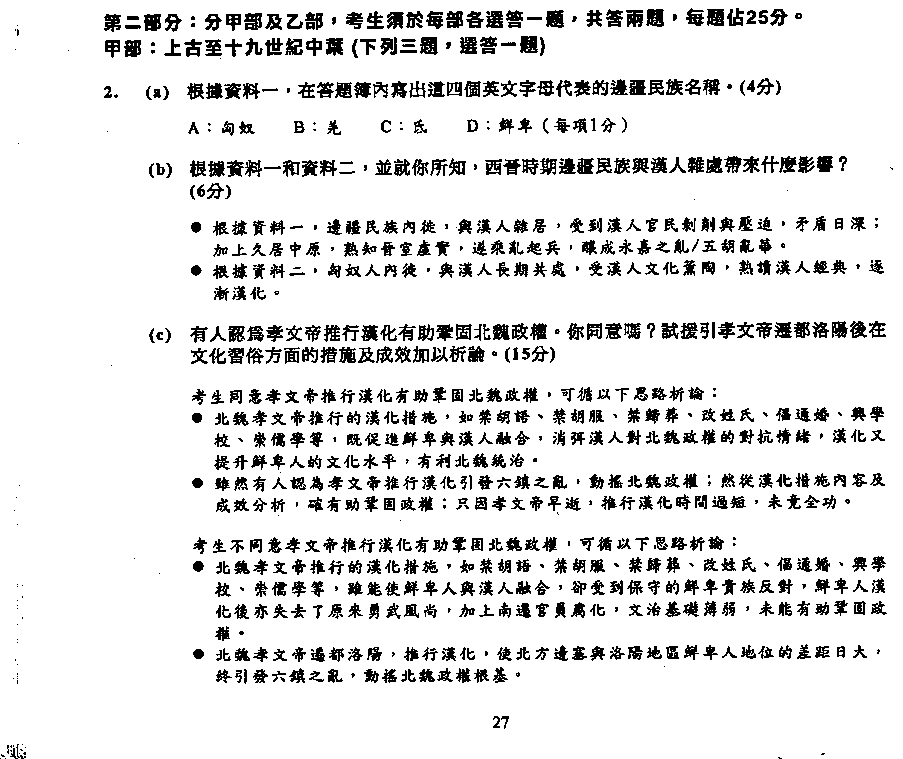 第二部分：分甲部及乙部，考生須於每部各選答一題，共答兩題，每題佔25分。
甲部：上古至十九世紀中葉 (下列三題，選答一題)
2. (a) 根據資料一，在答題簿內寫出這四個英文字母代表的邊疆民族名稱。(4分)
A：匈奴 B：羌 C：氐 D：鮮卑（每項1分）
(b) 根據資料一和資料二，並就你所知，西晉時期邊疆民族與漢人雜處帶來什麼影響？
(6分)
● 根據資料一，邊疆民族內徙，與漢人雜居，受到漢人官民剝削與壓迫，矛盾日深；
加上久居中原，熟知晉室虛實，遂乘亂起兵，釀成永嘉之亂/五胡亂華。
● 根據資料二，匈奴人內徙，與漢人長期共處，受漢人文化薰陶，熟讀漢人經典，逐
漸漢化。
(c) 有人認爲孝文帝推行漢化有助鞏固北魏政權。你同意嗎？試援引孝文帝遷都洛陽後在
文化習俗方面的措施及成效加以析論。(15分)
考生同意孝文帝推行漢化有助鞏固北魏政權，可循以下思路析論：
● 北魏孝文帝推行的漢化措施，如禁胡語、禁胡服、禁歸葬、改姓氏、倡通婚、興學
校、崇儒學等，既促進鮮卑與漢人融合，消弭漢人對北魏政權的對抗情緒，漢化又
提升鮮卑人的文化水平，有利北魏統治。
● 雖然有人認為孝文帝推行漢化引發六鎮之亂，動搖北魏政權；然從漢化措施內容及
成效分析，確有助鞏固政權；只因孝文帝早逝，推行漢化時間過短，未竟全功。
考生不同意孝文帝推行漢化有助鞏固北魏政權，可循以下思路析論：
● 北魏孝文帝推行的漢化措施，如禁胡語、禁胡服、禁歸葬、改姓氏、倡通婚、興學
校、崇儒學等，雖能使鮮卑人與漢人融合，卻受到保守的鮮卑貴族反對，鮮卑人漢
化後亦失去了原來勇武風尚，加上南遷官員腐化，文治基礎薄弱，未能有助鞏固政
權。
● 北魏孝文帝遷都洛陽，推行漢化，使北方邊塞與洛陽地區鮮卑人地位的差距日大，
終引發六鎮之亂，動搖北魏政權根基。
27